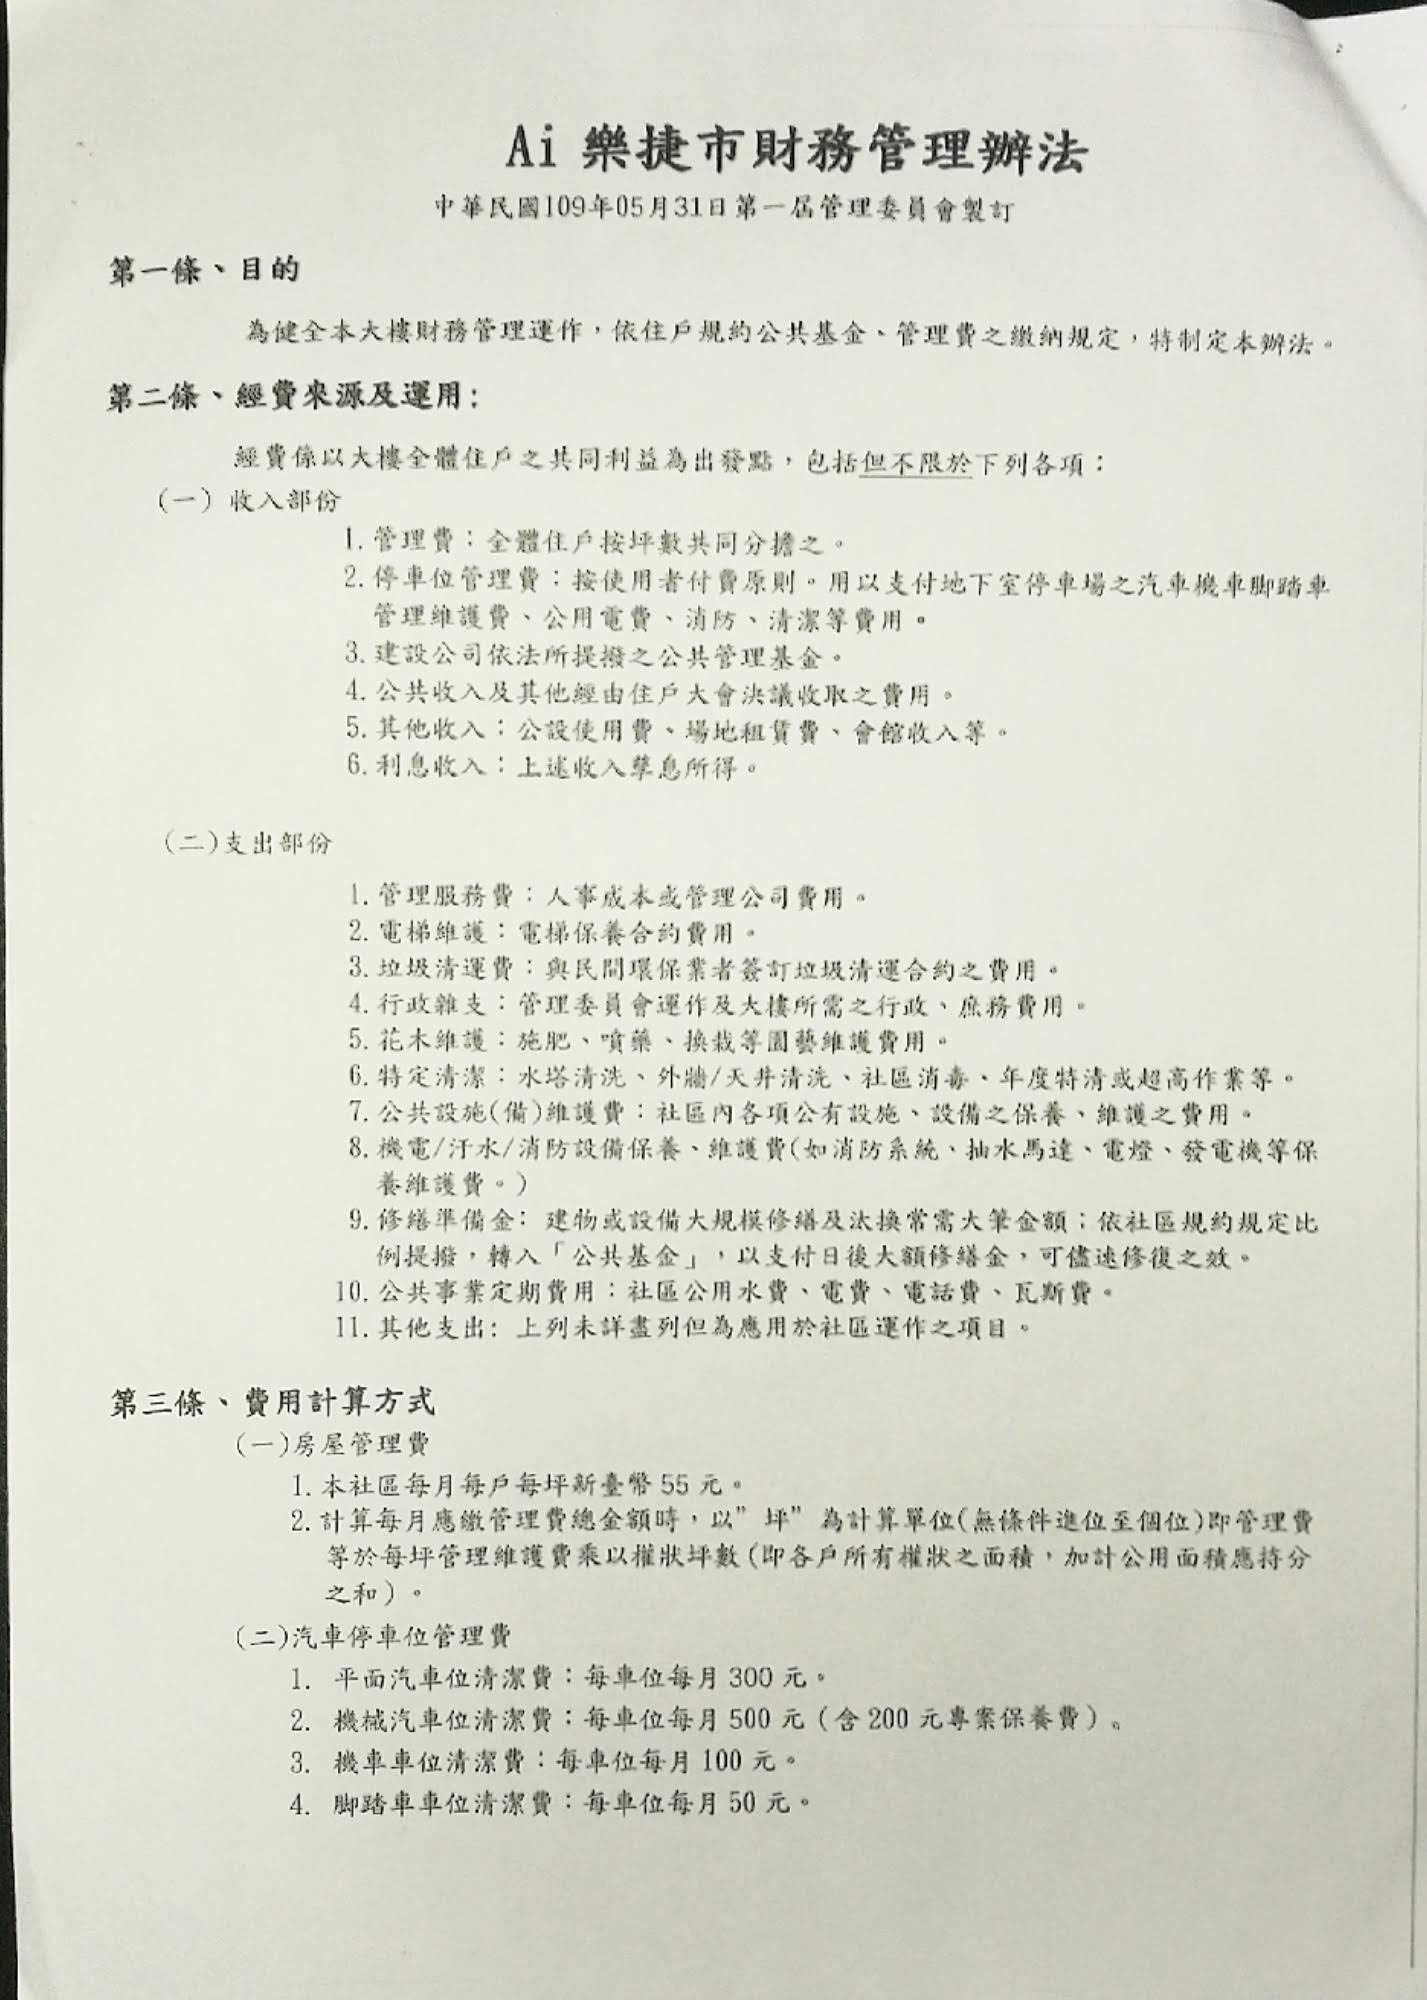 2
Ai 樂捷市財務管理辦法
中華民國109年05月31日第一屆管理委員會製訂
第一條、目的
為健全本大樓財務管理運作，依住戶規約公共基金、管理費之繳納規定，特制定本辦法。
第二條、經費來源及運用：
經費係以大樓全體住戶之共同利益為出發點，包括但不限於下列各項：
(一) 收入部份
1. 管理費：全體住戶按坪數共同分擔之。
2. 停車位管理費：按使用者付費原則。用以支付地下室停車場之汽車機車腳踏車
管理維護費、公用電費、消防、清潔等費用。
3. 建設公司依法所提撥之公共管理基金。
4. 公共收入及其他經由住戶大會決議收取之費用。
5. 其他收入：公設使用費、場地租賃費、會館收入等。
6. 利息收入：上述收入孳息所得。
(二)支出部份
1. 管理服務費：人事成本或管理公司費用。
2. 電梯維護：電梯保養合約費用。
3. 垃圾清運費：與民間環保業者簽訂垃圾清運合約之費用。
4. 行政雜支：管理委員會運作及大樓所需之行政、庶務費用。
5. 花木維護：施肥、噴藥、換栽等園藝維護費用。
6. 特定清潔：水塔清洗、外牆/天井清洗、社區消毒、年度特清或超高作業等。
7. 公共設施(備)維護費：社區內各項公有設施、設備之保養、維護之費用。
8. 機電/汙水/消防設備保養、維護費(如消防系統、抽水馬達、電燈、發電機等保
養維護費。)
9. 修繕準備金: 建物或設備大規模修繕及汰換常需大筆金額；依社區規約規定比
例提撥，轉入「公共基金」，以支付日後大額修繕金，可儘速修復之效。
10. 公共事業定期費用：社區公用水費、電費、電話費、瓦斯費。
11. 其他支出: 上列未詳盡列但為應用於社區運作之項目。
第三條、費用計算方式
(一)房屋管理費
1. 本社區每月每戶每坪新臺幣 55 元。
2. 計算每月應繳管理費總金額時，以”坪”為計算單位(無條件進位至個位)即管理費
等於每坪管理維護費乘以權狀坪數(即各戶所有權狀之面積，加計公用面積應持分
之和)。
(二)汽車停車位管理費
1. 平面汽車位清潔費：每車位每月 300 元。
2. 機械汽車位清潔費：每車位每月 500 元（含 200 元專案保養費）。
3. 機車車位清潔費：每車位每月 100 元。
4. 腳踏車車位清潔費：每車位每月 50 元。